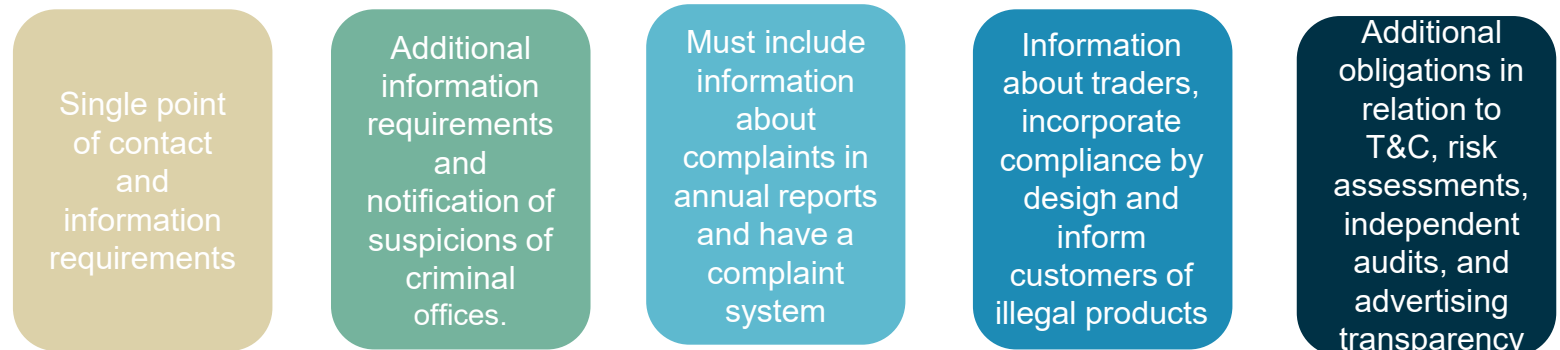 Single point
of contact
and
information
requirements
Additional
information
requirements
and
notification of
suspicions of
criminal
offices.
Must include
information
about
complaints in
annual reports
and have a
complaint
system
Information
about traders,
incorporate
compliance by
design and
inform
customers of
illegal products
Additional
obligations in
relation to
T&C, risk
assessments,
independent
audits, and
advertising
transparency